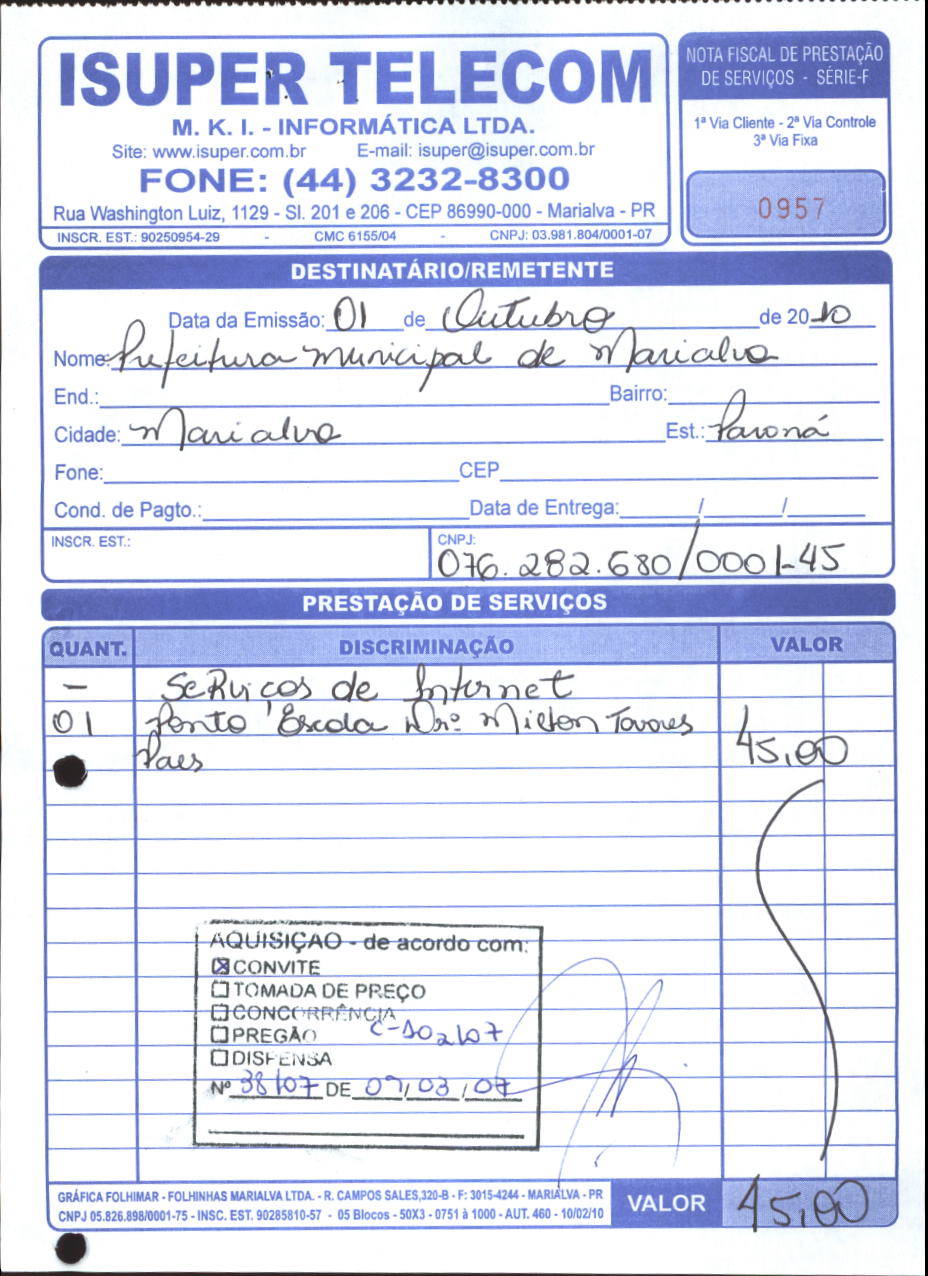 ISUPER TELECOM
M. K. I. - INFORMÁTICA LTDA.
Site: www.isuper.com.br E-mail: isuper@isuper.com.br
FONE: (44) 3232-8300
Rua Washington Luiz, 1129 - Sl. 201 e 206 - CEP 86990-000 - Marialva - PR
INSCR. EST.: 90250954-29 - CMC 6155/04 - CNPJ: 03.981.804/0001-07
NOTA FISCAL DE PRESTAÇÃO
DE SERVIÇOS - SÉRIE-F
1ª Via Cliente - 2ª Via Controle
3ª Via Fixa
0957
DESTINATÁRIO/REMETENTE
Data da Emissão: 01 de Outubro de 2010
Nome: Prefeitura Municipal de Marialva
End.: Bairro:
Cidade: Marialva Est.: Paraná
Fone: CEP
Cond. de Pagto.: Data de Entrega: / /
INSCR. EST.: CNPJ:
076.282.680/0001-45
PRESTAÇÃO DE SERVIÇOS
QUANT. DISCRIMINAÇÃO VALOR
- Serviços de Internet
01 Ponto Escola Drº Milton Tavares
Paes 45,00
AQUISIÇÃO - de acordo com:
☒ CONVITE
☐ TOMADA DE PREÇO
☐ CONCORRÊNCIA
☐ PREGÃO C-102/07
☐ DISPENSA
Nº 38/07 DE 09/03/07
GRÁFICA FOLHIMAR - FOLHINHAS MARIALVA LTDA. - R. CAMPOS SALES,320-B - F: 3015-4244 - MARIALVA - PR
CNPJ 05.826.898/0001-75 - INSC. EST. 90285810-57 - 05 Blocos - 50X3 - 0751 à 1000 - AUT. 460 - 10/02/10
VALOR 45,00